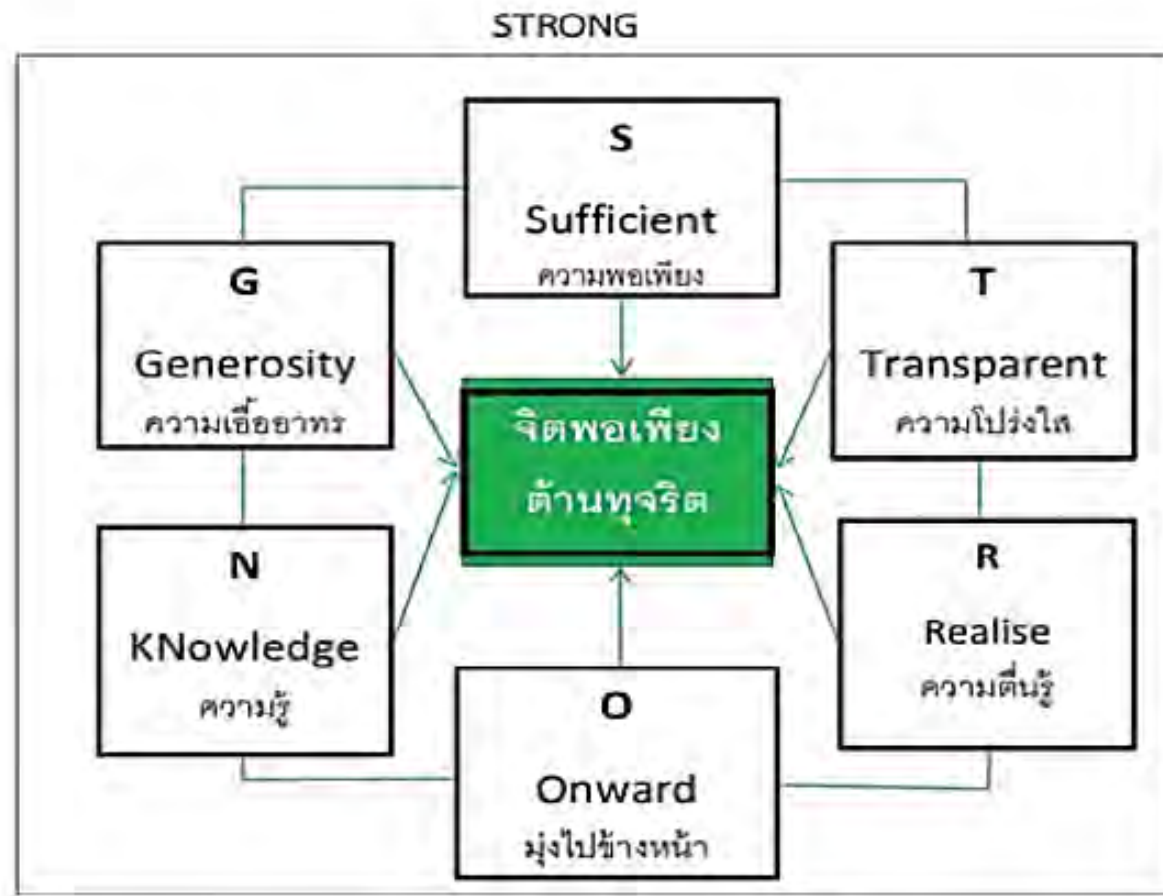 STRONG
S
Sufficient
ความพอเพียง
T
Transparent
ความโปร่งใส
R
Realise
ความตื่นรู้
O
Onward
มุ่งไปข้างหน้า
N
KNowledge
ความรู้
G
Generosity
ความเอื้ออาทร
จิตพอเพียง
ต้านทุจริต